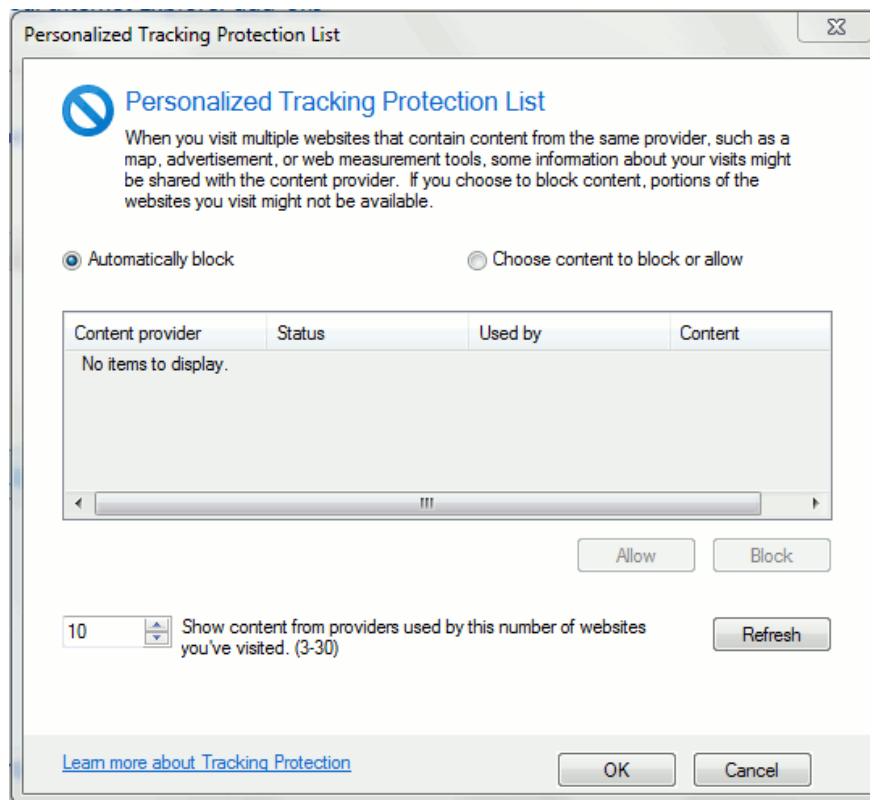 Personalized Tracking Protection List
Personalized Tracking Protection List
When you visit multiple websites that contain content from the same provider, such as a
map, advertisement, or web measurement tools, some information about your visits might
be shared with the content provider.  If you choose to block content, portions of the
websites you visit might not be available.
Automatically block
Choose content to block or allow
Content provider Status Used by Content
No items to display.
Allow Block
10 Show content from providers used by this number of websites
you've visited. (3-30)
Refresh
Learn more about Tracking Protection
OK Cancel